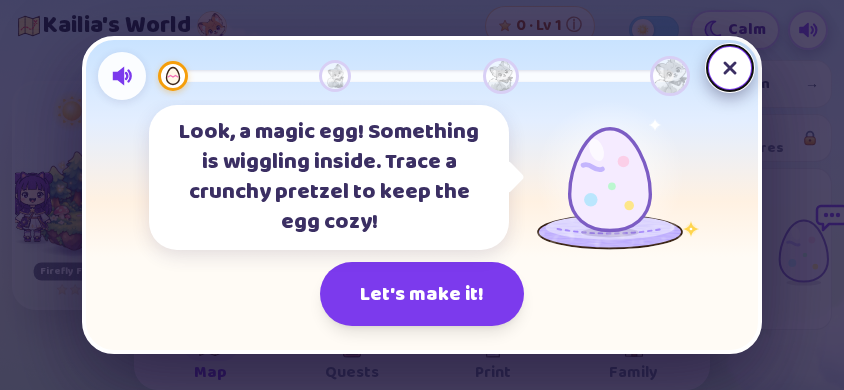 Kailia's World
0 · Lv 1
Calm
Look, a magic egg! Something
is wiggling inside. Trace a
crunchy pretzel to keep the
egg cozy!
Let's make it!
Map
Quests
Print
Family